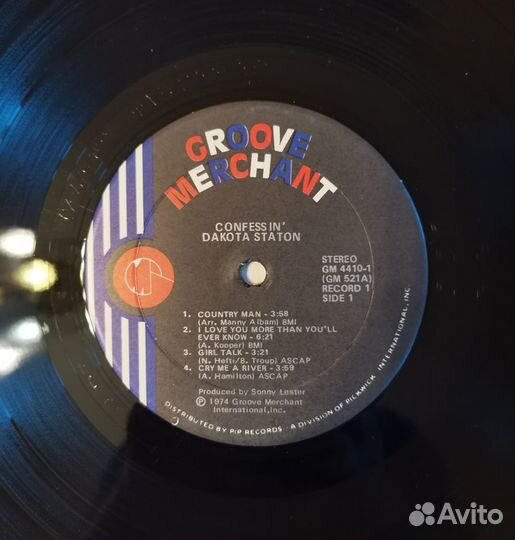 GROOVE
MERCHANT
CONFESSIN'
DAKOTA STATON
STEREO
GM 4410-1
(GM 521A)
RECORD 1
SIDE 1
1. COUNTRY MAN - 3:58
(Arr. Manny Albam) BMI
2. I LOVE YOU MORE THAN YOU'LL
EVER KNOW - 6:21
(A. Kooper) BMI
3. GIRL TALK - 3:21
(N. Hefti/B. Troup) ASCAP
4. CRY ME A RIVER - 3:59
(A. Hamilton) ASCAP
Produced by Sonny Lester
℗ 1974 Groove Merchant
International, Inc.
DISTRIBUTED BY PIP RECORDS - A DIVISION OF PICKWICK INTERNATIONAL, INC.
Avito